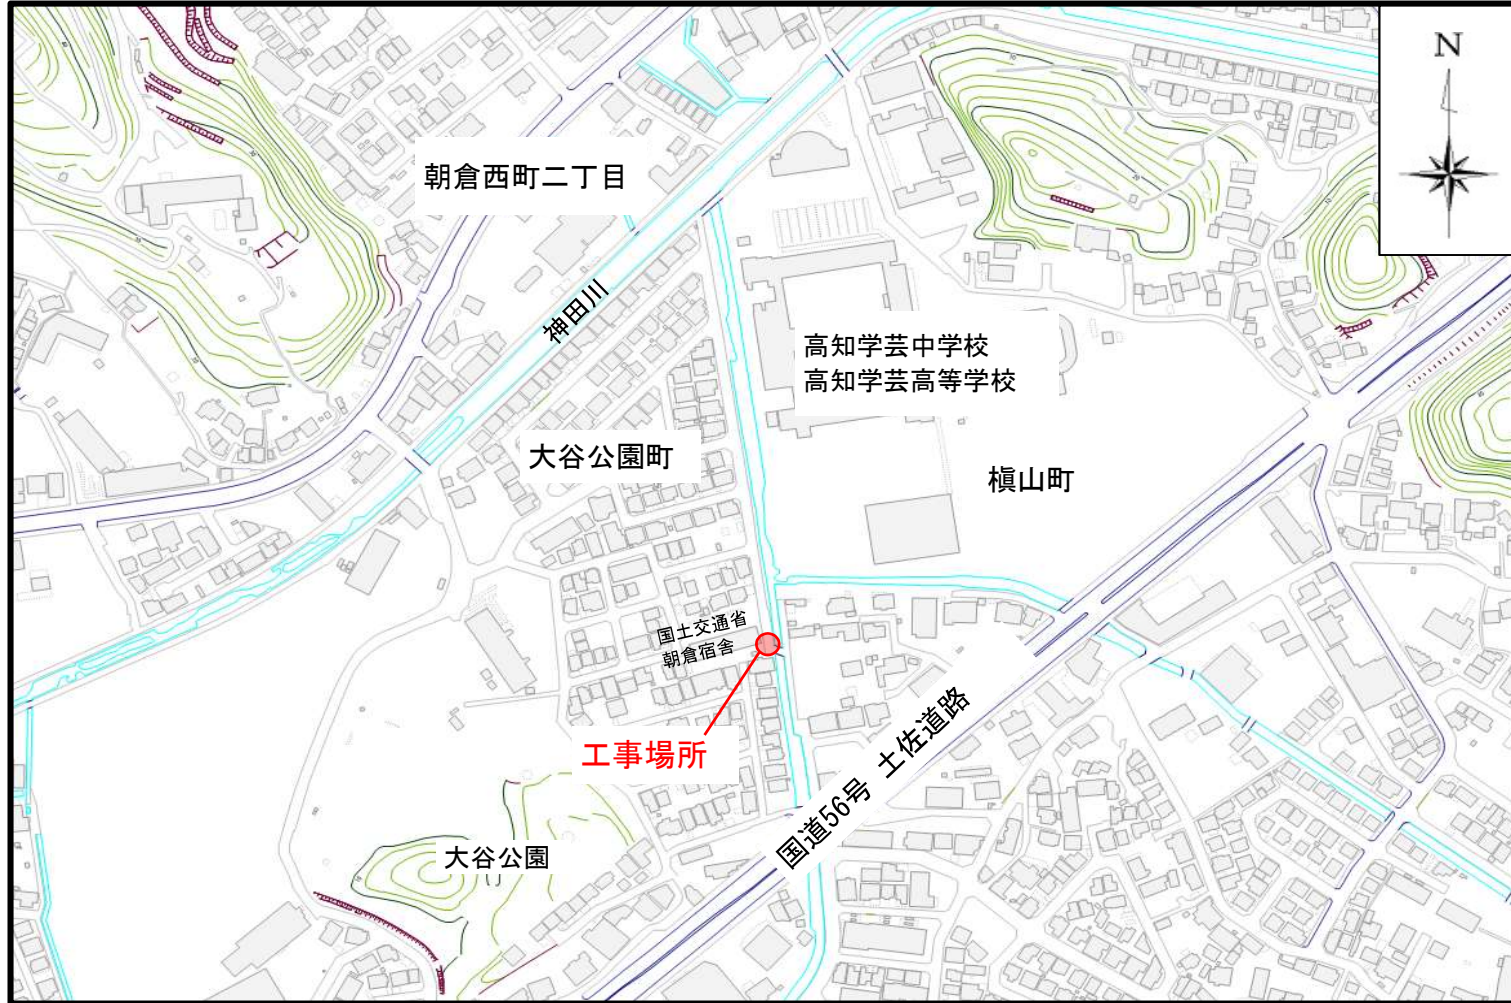 N
朝倉西町二丁目
神田川
高知学芸中学校
高知学芸高等学校
大谷公園町
槇山町
国土交通省
朝倉宿舎
工事場所
国道56号 土佐道路
大谷公園